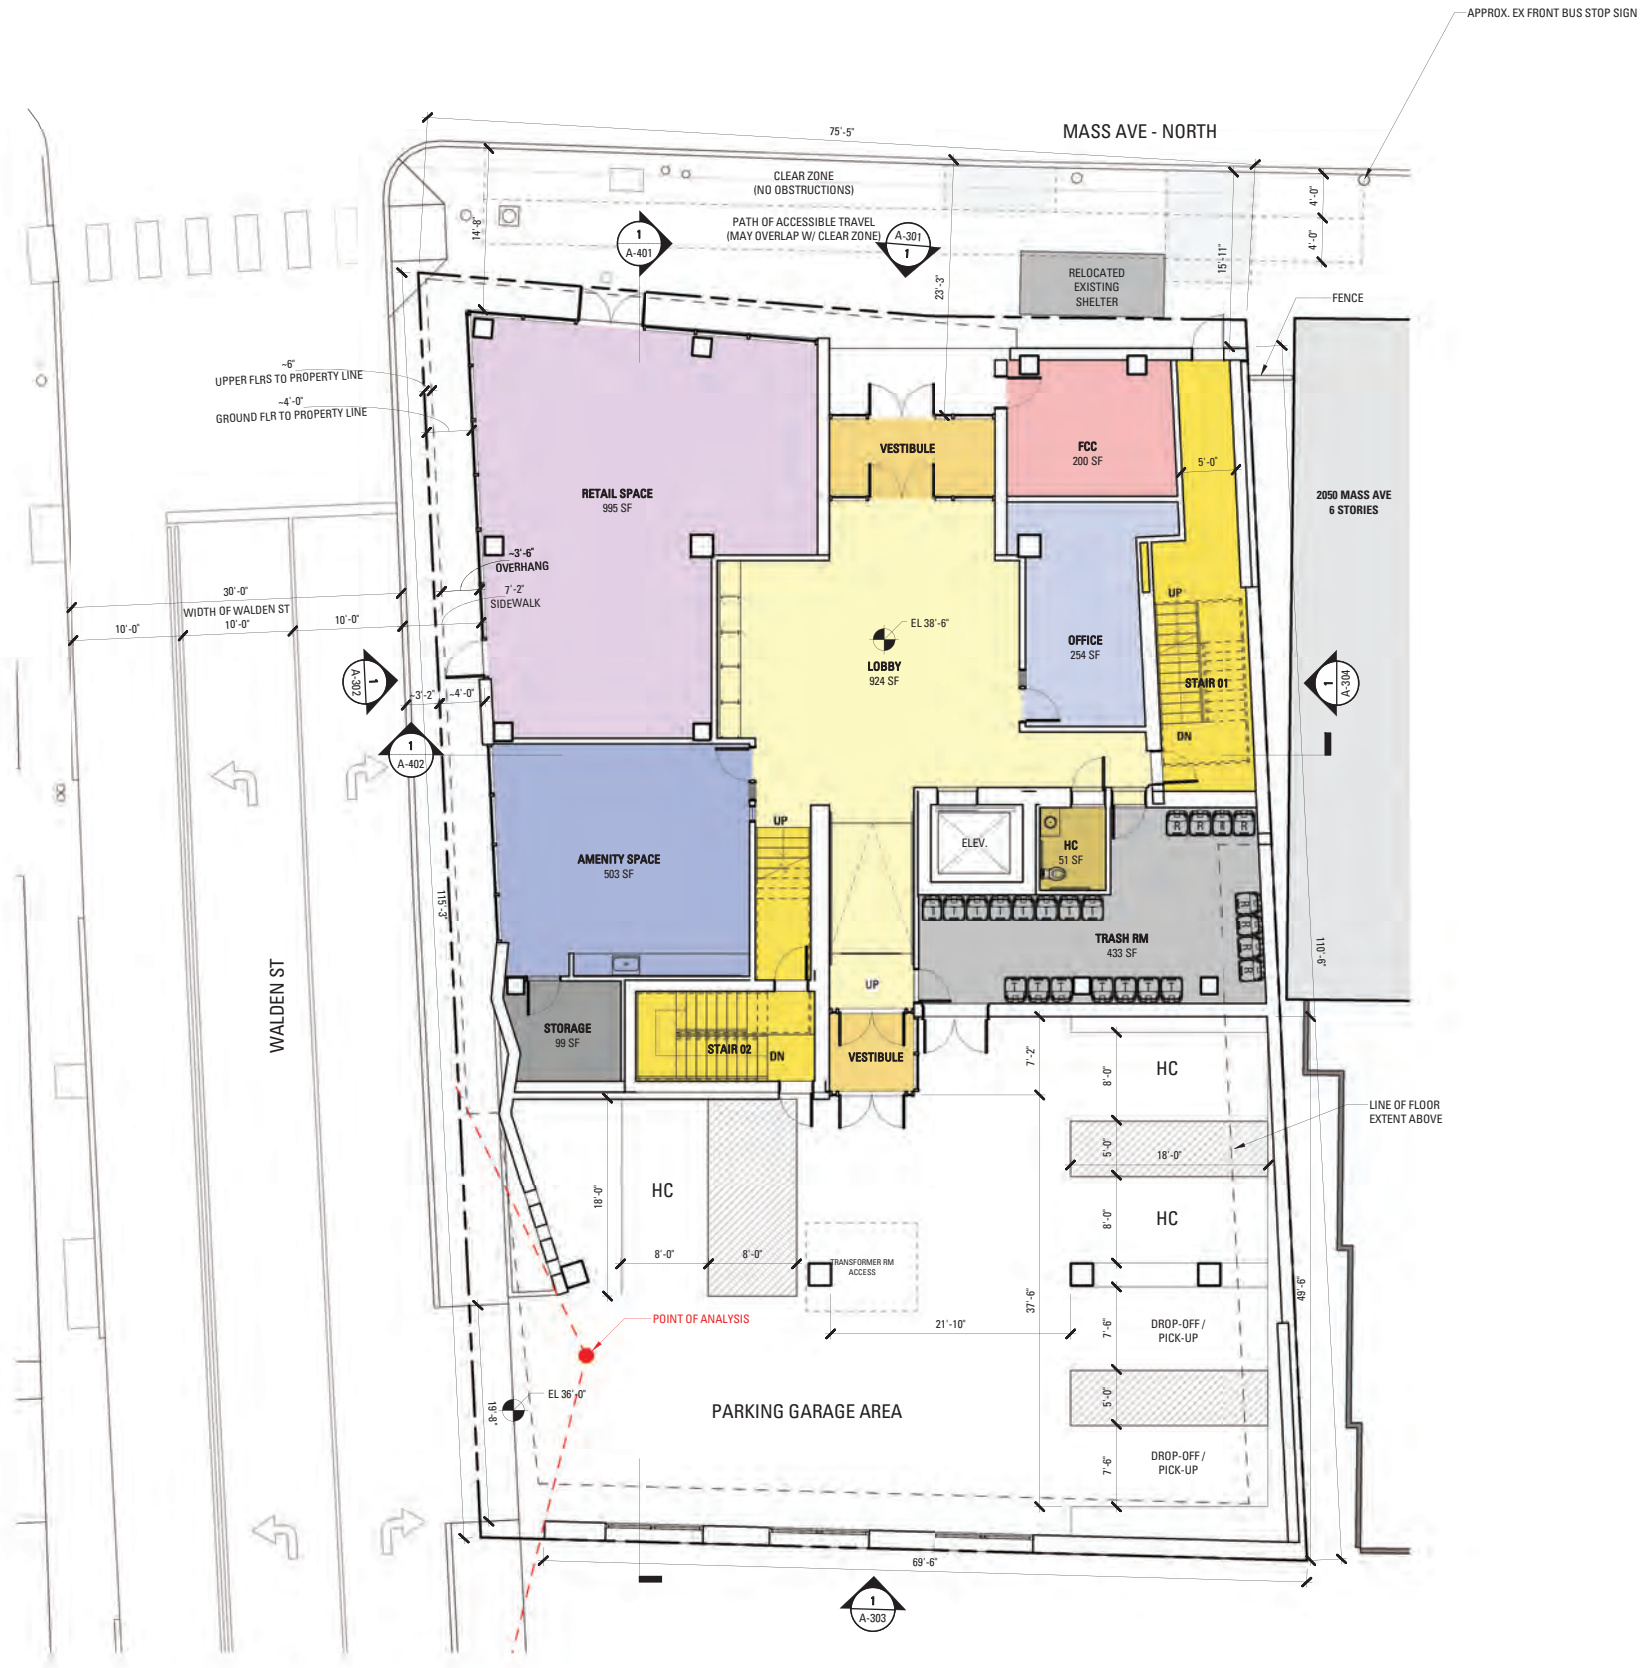 APPROX. EX FRONT BUS STOP SIGN
75'-5"
MASS AVE - NORTH
CLEAR ZONE
(NO OBSTRUCTIONS)
4'-0"
14'-8"
PATH OF ACCESSIBLE TRAVEL
(MAY OVERLAP W/ CLEAR ZONE)
1
A-401
A-301
1
4'-0"
15'-11"
23'-3"
RELOCATED
EXISTING
SHELTER
FENCE
~6"
UPPER FLRS TO PROPERTY LINE
~4'-0"
GROUND FLR TO PROPERTY LINE
VESTIBULE
FCC
200 SF
5'-0"
RETAIL SPACE
995 SF
2050 MASS AVE
6 STORIES
~3'-6"
OVERHANG
7'-2"
SIDEWALK
30'-0"
WIDTH OF WALDEN ST
10'-0"
10'-0"
10'-0"
UP
EL 38'-6"
LOBBY
924 SF
OFFICE
254 SF
STAIR 01
1
A-302
~3'-2"
~4'-0"
1
A-304
DN
1
A-402
UP
AMENITY SPACE
503 SF
ELEV.
HC
51 SF
R R R R
115'-3"
T T T T T T T T
R R R R
TRASH RM
433 SF
110'-6"
WALDEN ST
UP
T T T T T T T
STORAGE
99 SF
STAIR 02
DN
VESTIBULE
7'-2"
8'-0"
HC
LINE OF FLOOR
EXTENT ABOVE
5'-0"
18'-0"
18'-0"
HC
8'-0"
HC
8'-0"
8'-0"
TRANSFORMER RM
ACCESS
37'-6"
49'-6"
POINT OF ANALYSIS
21'-10"
7'-6"
DROP-OFF /
PICK-UP
EL 36'-0"
19'-8"
PARKING GARAGE AREA
5'-0"
7'-6"
DROP-OFF /
PICK-UP
69'-6"
1
A-303